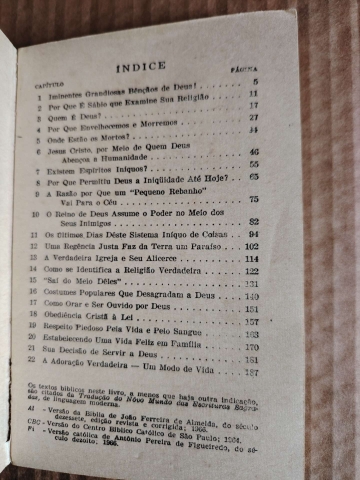 ÍNDICE
CAPÍTULO PÁGINA
1 Iminentes Grandiosas Bênçãos de Deus! 5
2 Por Que É Sábio que Examine Sua Religião 11
3 Quem É Deus? 17
4 Por Que Envelhecemos e Morremos 27
5 Onde Estão os Mortos? 34
6 Jesus Cristo, por Meio de Quem Deus
Abençoa a Humanidade 46
7 Existem Espíritos Iníquos? 55
8 Por Que Permitiu Deus a Iniqüidade Até Hoje? 65
9 A Razão por Que um "Pequeno Rebanho"
Vai Para o Céu 75
10 O Reino de Deus Assume o Poder no Meio dos
Seus Inimigos 82
11 Os Últimos Dias Dêste Sistema Iníquo de Coisas 94
12 Uma Regência Justa Faz da Terra um Paraíso 102
13 A Verdadeira Igreja e Seu Alicerce 114
14 Como se Identifica a Religião Verdadeira 122
15 "Saí do Meio Dêles" 131
16 Costumes Populares Que Desagradam a Deus 140
17 Como Orar e Ser Ouvido por Deus 151
18 Obediência Cristã à Lei 157
19 Respeito Piedoso Pela Vida e Pelo Sangue 163
20 Estabelecendo Uma Vida Feliz em Família 170
21 Sua Decisão de Servir a Deus 181
22 A Adoração Verdadeira — Um Modo de Vida 187
Os textos bíblicos neste livro, a menos que haja outra indicação,
são citados da Tradução do Novo Mundo das Escrituras Sagra-
das, de linguagem moderna.
Al - Versão da Bíblia de João Ferreira de Almeida, do século
dezessete, edição revista e corrigida; 1966.
CBC - Versão do Centro Bíblico Católico de São Paulo; 1964.
Fi - Versão católica de Antônio Pereira de Figueiredo, do sé-
culo dezoito, 1966.